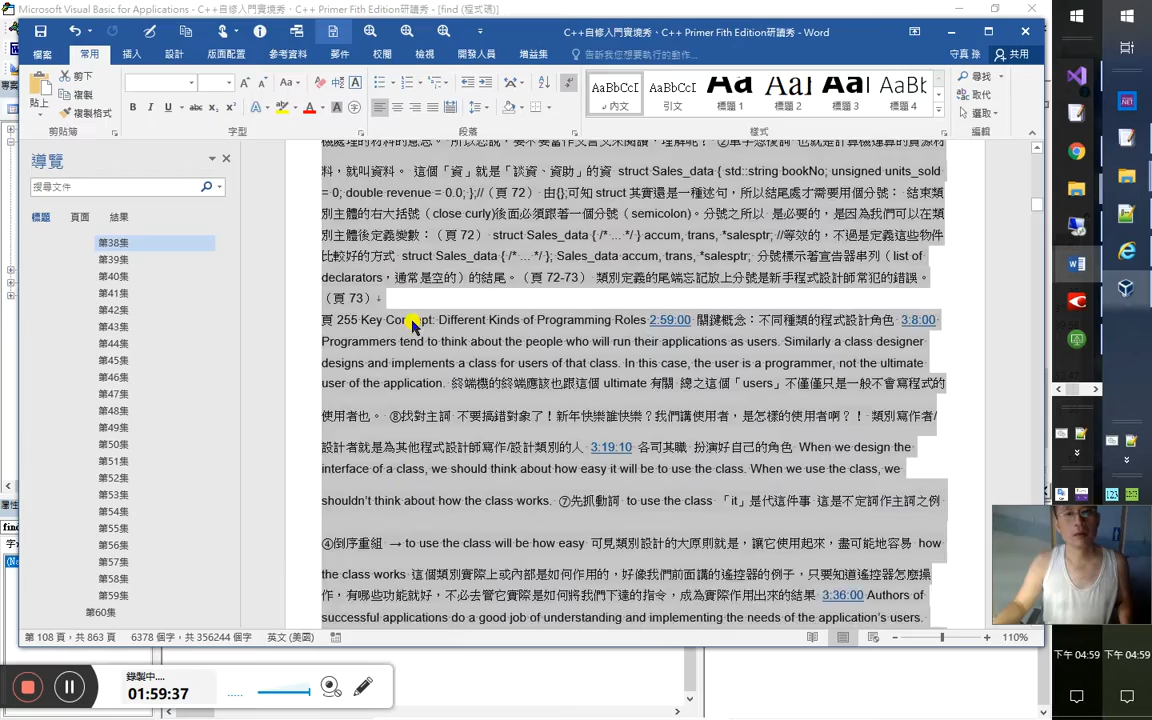 Microsoft Visual Basic for Applications - C++自修入門實境秀、C++ Primer Fith Edition研讀秀 - [find (程式碼)]
C++自修入門實境秀、C++ Primer Fith Edition研讀秀 - Word
檔案 常用 插入 設計 版面配置 參考資料 郵件 校閱 檢視 開發人員 增益集 告訴我您想要執行的動作... 守真 孫 共用
剪下
複製
複製格式
貼上
AaBbCcI AaBbCcI AaBb AaBl AaBb AaBbC
內文 引文 標題 1 標題 2 標題 3 標題 4
尋找
取代
選取
剪貼簿 字型 段落 樣式 編輯
導覽
搜尋文件
標題 頁面 結果
第38集
第39集
第40集
第41集
第42集
第43集
第44集
第45集
第46集
第47集
第48集
第49集
第50集
第51集
第52集
第53集
第54集
第55集
第56集
第57集
第58集
第59集
第60集
料，就叫資。 這個「資」就是「談資、資助」的資 struct Sales_data { std::string bookNo; unsigned units_sold
= 0; double revenue = 0.0; };//（頁 72） 由{};可知 struct 其實還是一種述句，所以結尾處才需要用個分號： 結束類
別主體的右大括號（close curly)後面必須跟著一個分號（semicolon)。分號之所以 是必要的，是因為我們可以在類
別主體後定義變數：（頁 72） struct Sales_data { /* ... */ } accum, trans, *salesptr; //等效的，不過是定義這些物件
比較好的方式 struct Sales_data { /* ... */ }; Sales_data accum, trans, *salesptr; 分號標示著宣告器串列（list of
declarators，通常是空的）的結尾。（頁 72-73） 類別定義的尾端忘記放上分號是新手程式設計師常犯的錯誤。
（頁 73）↓
頁 255 Key Concept: Different Kinds of Programming Roles 2:59:00 關鍵概念：不同種類的程式設計角色 3:8:00
Programmers tend to think about the people who will run their applications as users. Similarly a class designer
designs and implements a class for users of that class. In this case, the user is a programmer, not the ultimate
user of the application. 終端機的終端應該也跟這個 ultimate 有關 總之這個「users」不僅僅只是一般不會寫程式的
使用者也。 ⑧找對主詞 不要搞錯對象了！新年快樂誰快樂？我們講使用者，是怎樣的使用者啊？！ 類別寫作者/
設計者就是為其他程式設計師寫作/設計類別的人 3:19:10 各司其職 扮演好自己的角色 When we design the
interface of a class, we should think about how easy it will be to use the class. When we use the class, we
shouldn't think about how the class works. ⑦先抓動詞 to use the class 「it」是代這件事 這是不定詞作主詞之例
④倒序重組 → to use the class will be how easy 可見類別設計的大原則就是，讓它使用起來，盡可能地容易 how
the class works 這個類別實際上或內部是如何作用的，好像我們前面講的遙控器的例子，只要知道遙控器怎麼操
作，有哪些功能就好，不必去管它實際是如何將我們下達的指令，成為實際作用出來的結果 3:36:00 Authors of
successful applications do a good job of understanding and implementing the needs of the application's users.
第 108 頁，共 863 頁 6378 個字，共 356244 個字 英文 (美國) 110%
錄製中....
01:59:37
下午 04:59 下午 04:59